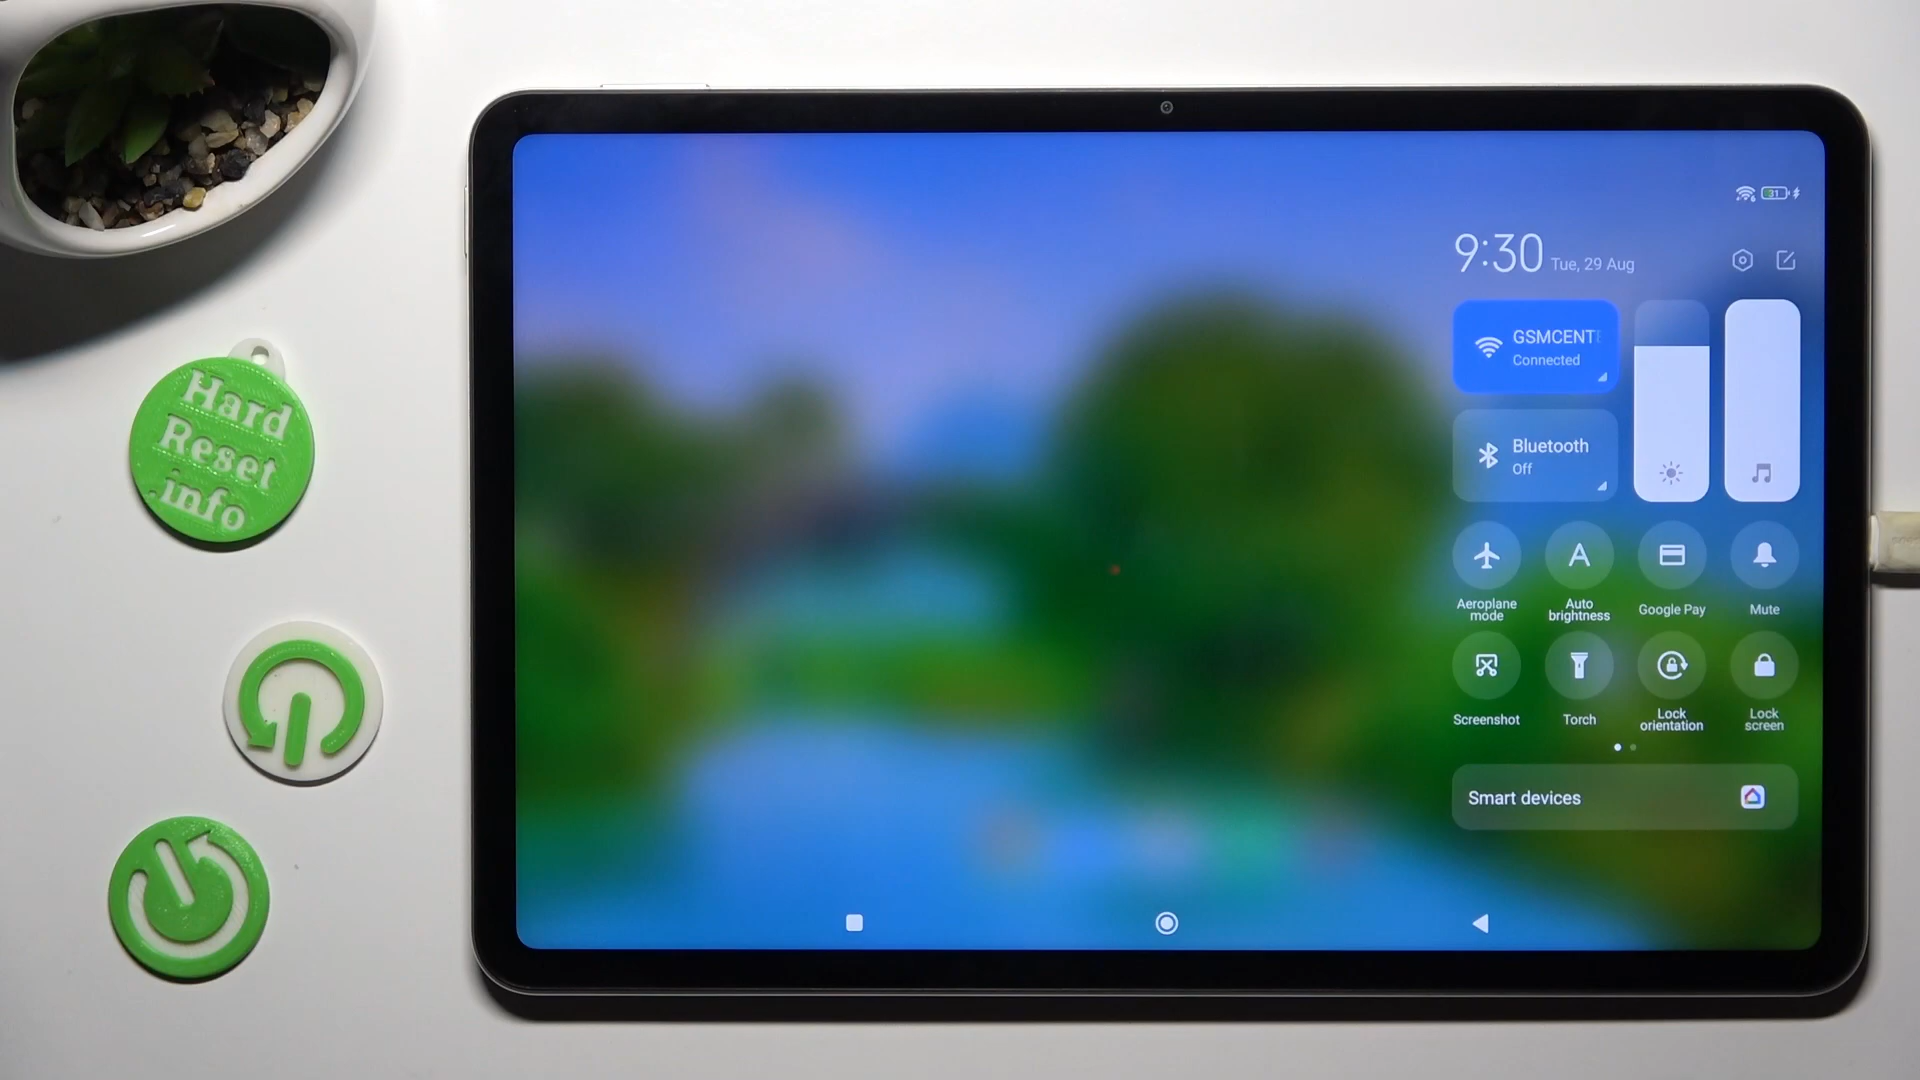 Hard
Reset
.info
31
9:30 Tue, 29 Aug
GSMCENT
Connected
Bluetooth
Off
Aeroplane
mode
Auto
brightness
Google Pay
Mute
Screenshot
Torch
Lock
orientation
Lock
screen
Smart devices